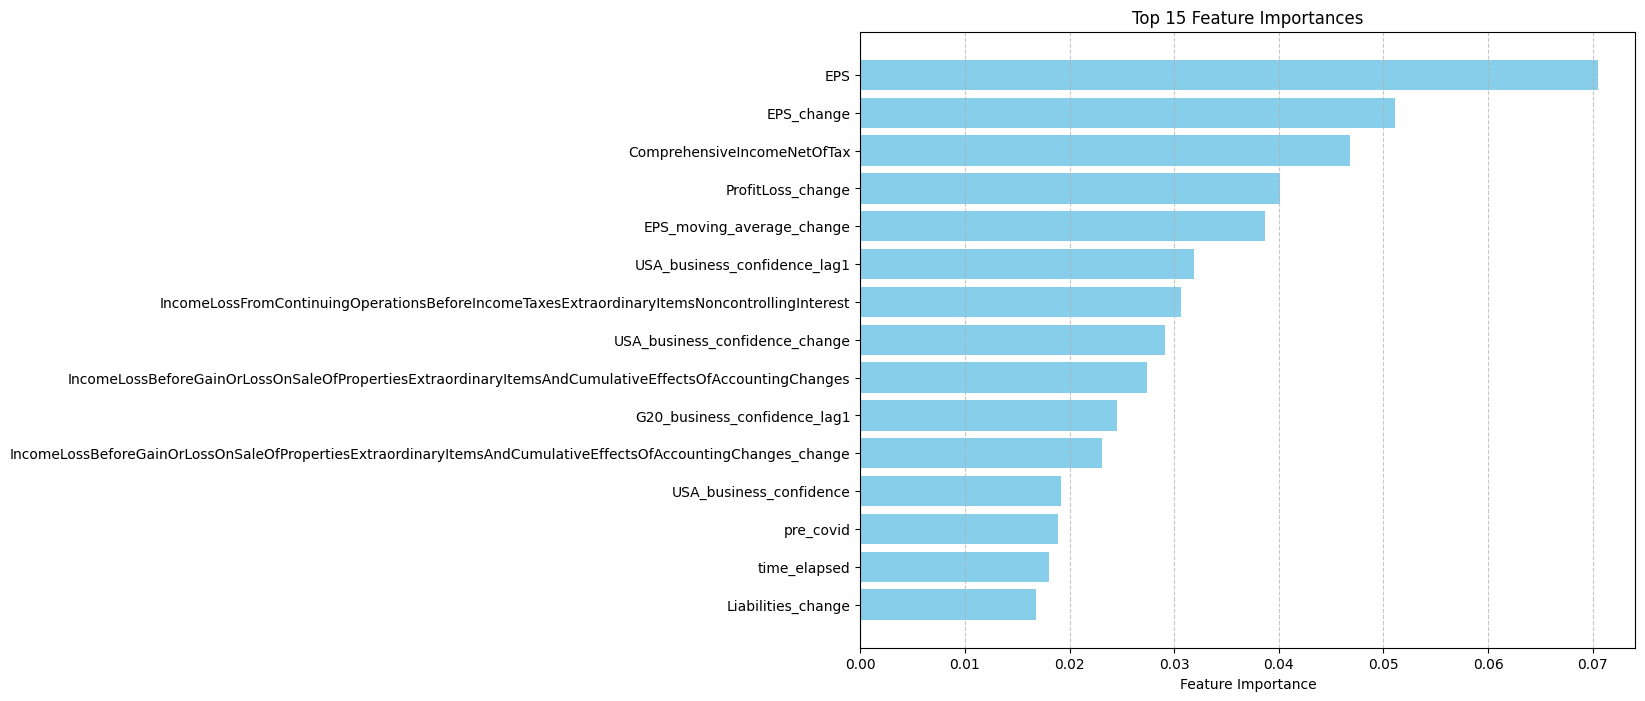 Top 15 Feature Importances
EPS
EPS_change
ComprehensiveIncomeNetOfTax
ProfitLoss_change
EPS_moving_average_change
USA_business_confidence_lag1
IncomeLossFromContinuingOperationsBeforeIncomeTaxesExtraordinaryItemsNoncontrollingInterest
USA_business_confidence_change
IncomeLossBeforeGainOrLossOnSaleOfPropertiesExtraordinaryItemsAndCumulativeEffectsOfAccountingChanges
G20_business_confidence_lag1
IncomeLossBeforeGainOrLossOnSaleOfPropertiesExtraordinaryItemsAndCumulativeEffectsOfAccountingChanges_change
USA_business_confidence
pre_covid
time_elapsed
Liabilities_change
0.00 0.01 0.02 0.03 0.04 0.05 0.06 0.07
Feature Importance